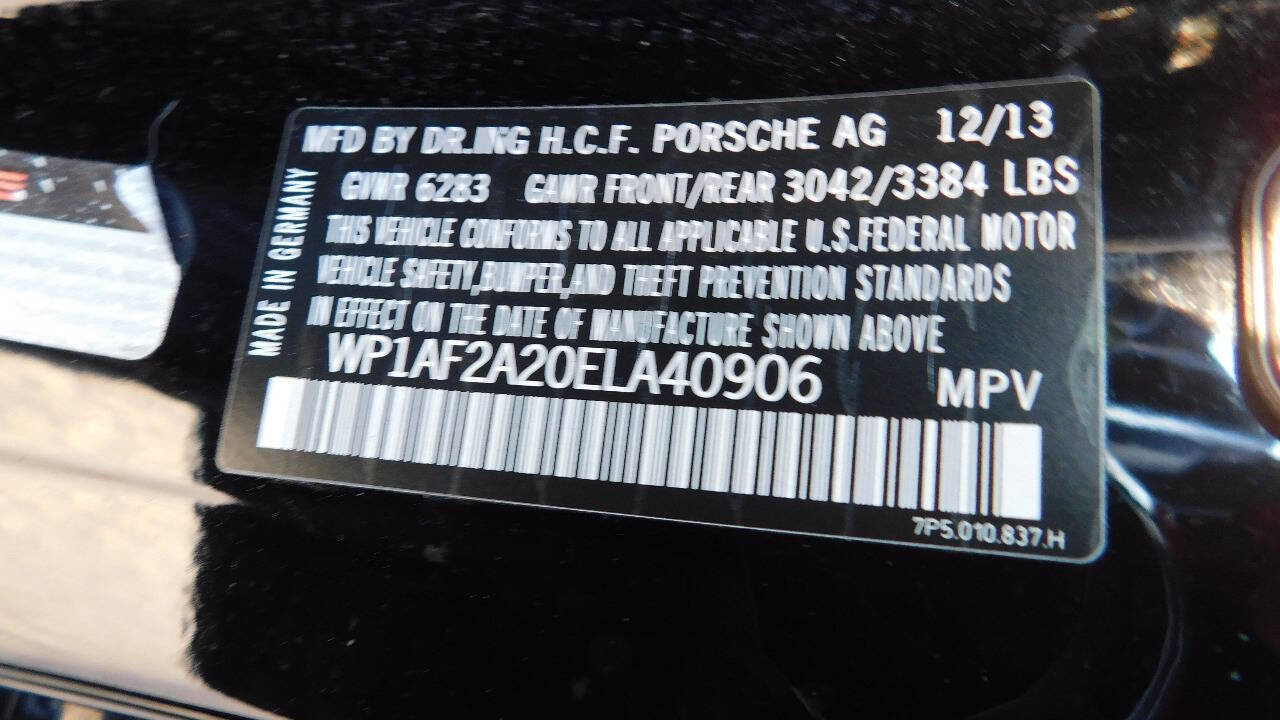 MFD BY DR.ING H.C.F. PORSCHE AG 12/13
GVWR 6283 GAWR FRONT/REAR 3042/3384 LBS
THIS VEHICLE CONFORMS TO ALL APPLICABLE U.S.FEDERAL MOTOR
VEHICLE SAFETY,BUMPER,AND THEFT PREVENTION STANDARDS
IN EFFECT ON THE DATE OF MANUFACTURE SHOWN ABOVE
WP1AF2A20ELA40906 MPV
7P5.010.837.H
MADE IN GERMANY